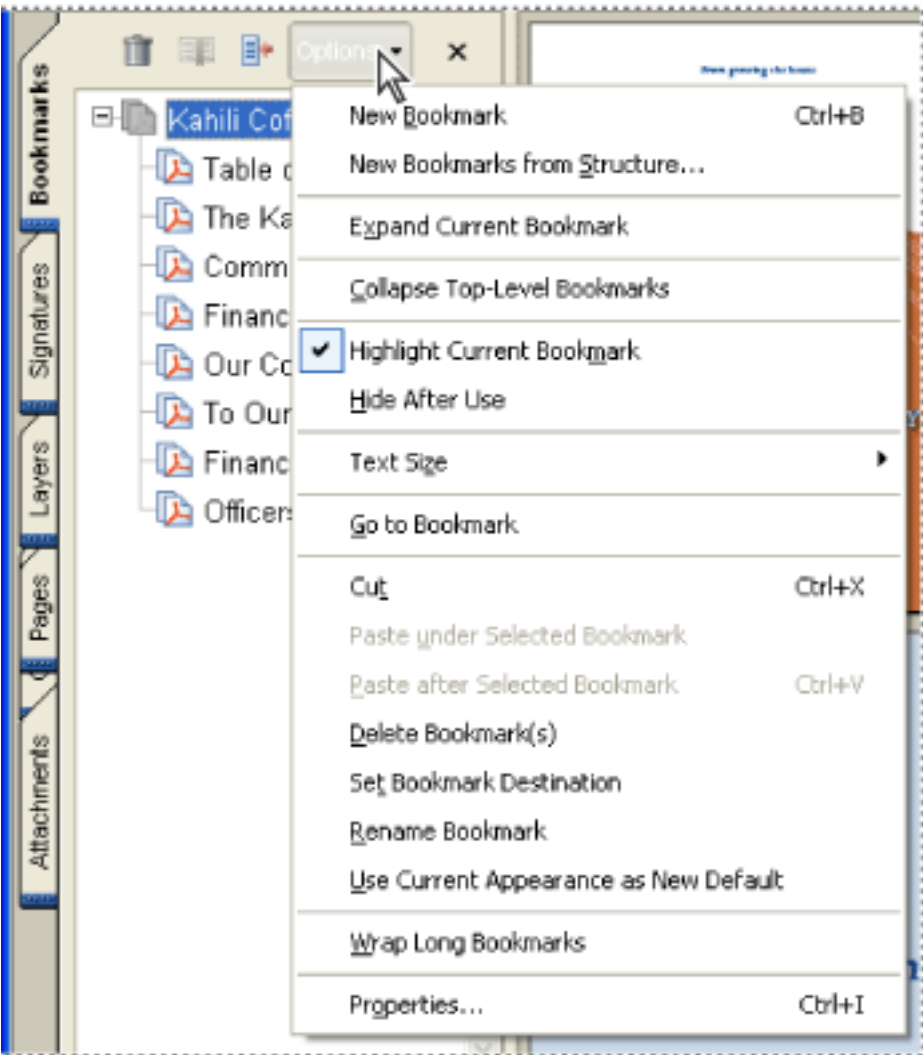 Options
Kahili Cof
Table
The Ka
Comm
Financ
Our Co
To Our
Financ
Officer
New Bookmark Ctrl+B
New Bookmarks from Structure...
Expand Current Bookmark
Collapse Top-Level Bookmarks
Highlight Current Bookmark
Hide After Use
Text Size
Go to Bookmark
Cut Ctrl+X
Paste under Selected Bookmark
Paste after Selected Bookmark Ctrl+V
Delete Bookmark(s)
Set Bookmark Destination
Rename Bookmark
Use Current Appearance as New Default
Wrap Long Bookmarks
Properties... Ctrl+I
Bookmarks
Signatures
Layers
Pages
Attachments